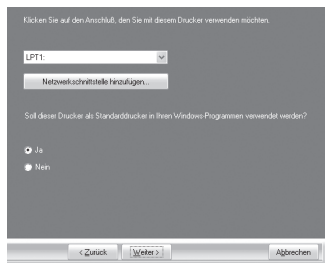 Klicken Sie auf den Anschluß, den Sie mit diesem Drucker verwenden möchten.
LPT1:
Netzwerkschnittstelle hinzufügen...
Soll dieser Drucker als Standarddrucker in Ihren Windows-Programmen verwendet werden?
Ja
Nein
< Zurück Weiter > Abbrechen